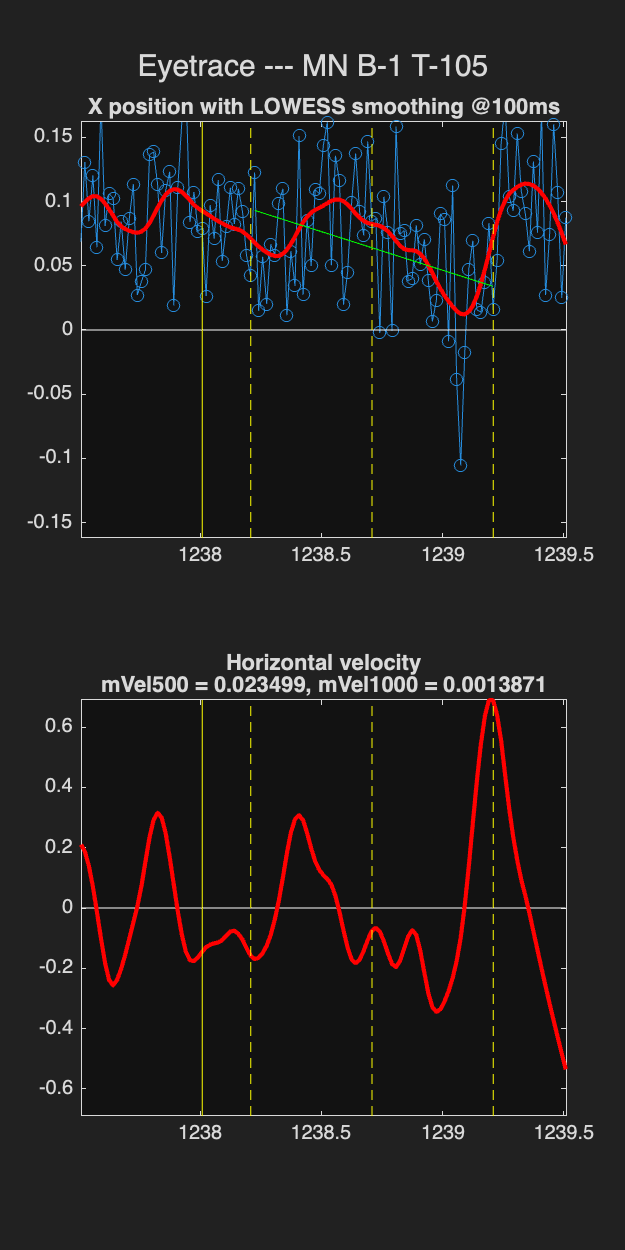 Eyetrace --- MN B-1 T-105
X position with LOWESS smoothing @100ms
0.15
0.1
0.05
0
-0.05
-0.1
-0.15
1238 1238.5 1239 1239.5
Horizontal velocity
mVel500 = 0.023499, mVel1000 = 0.0013871
0.6
0.4
0.2
0
-0.2
-0.4
-0.6
1238 1238.5 1239 1239.5